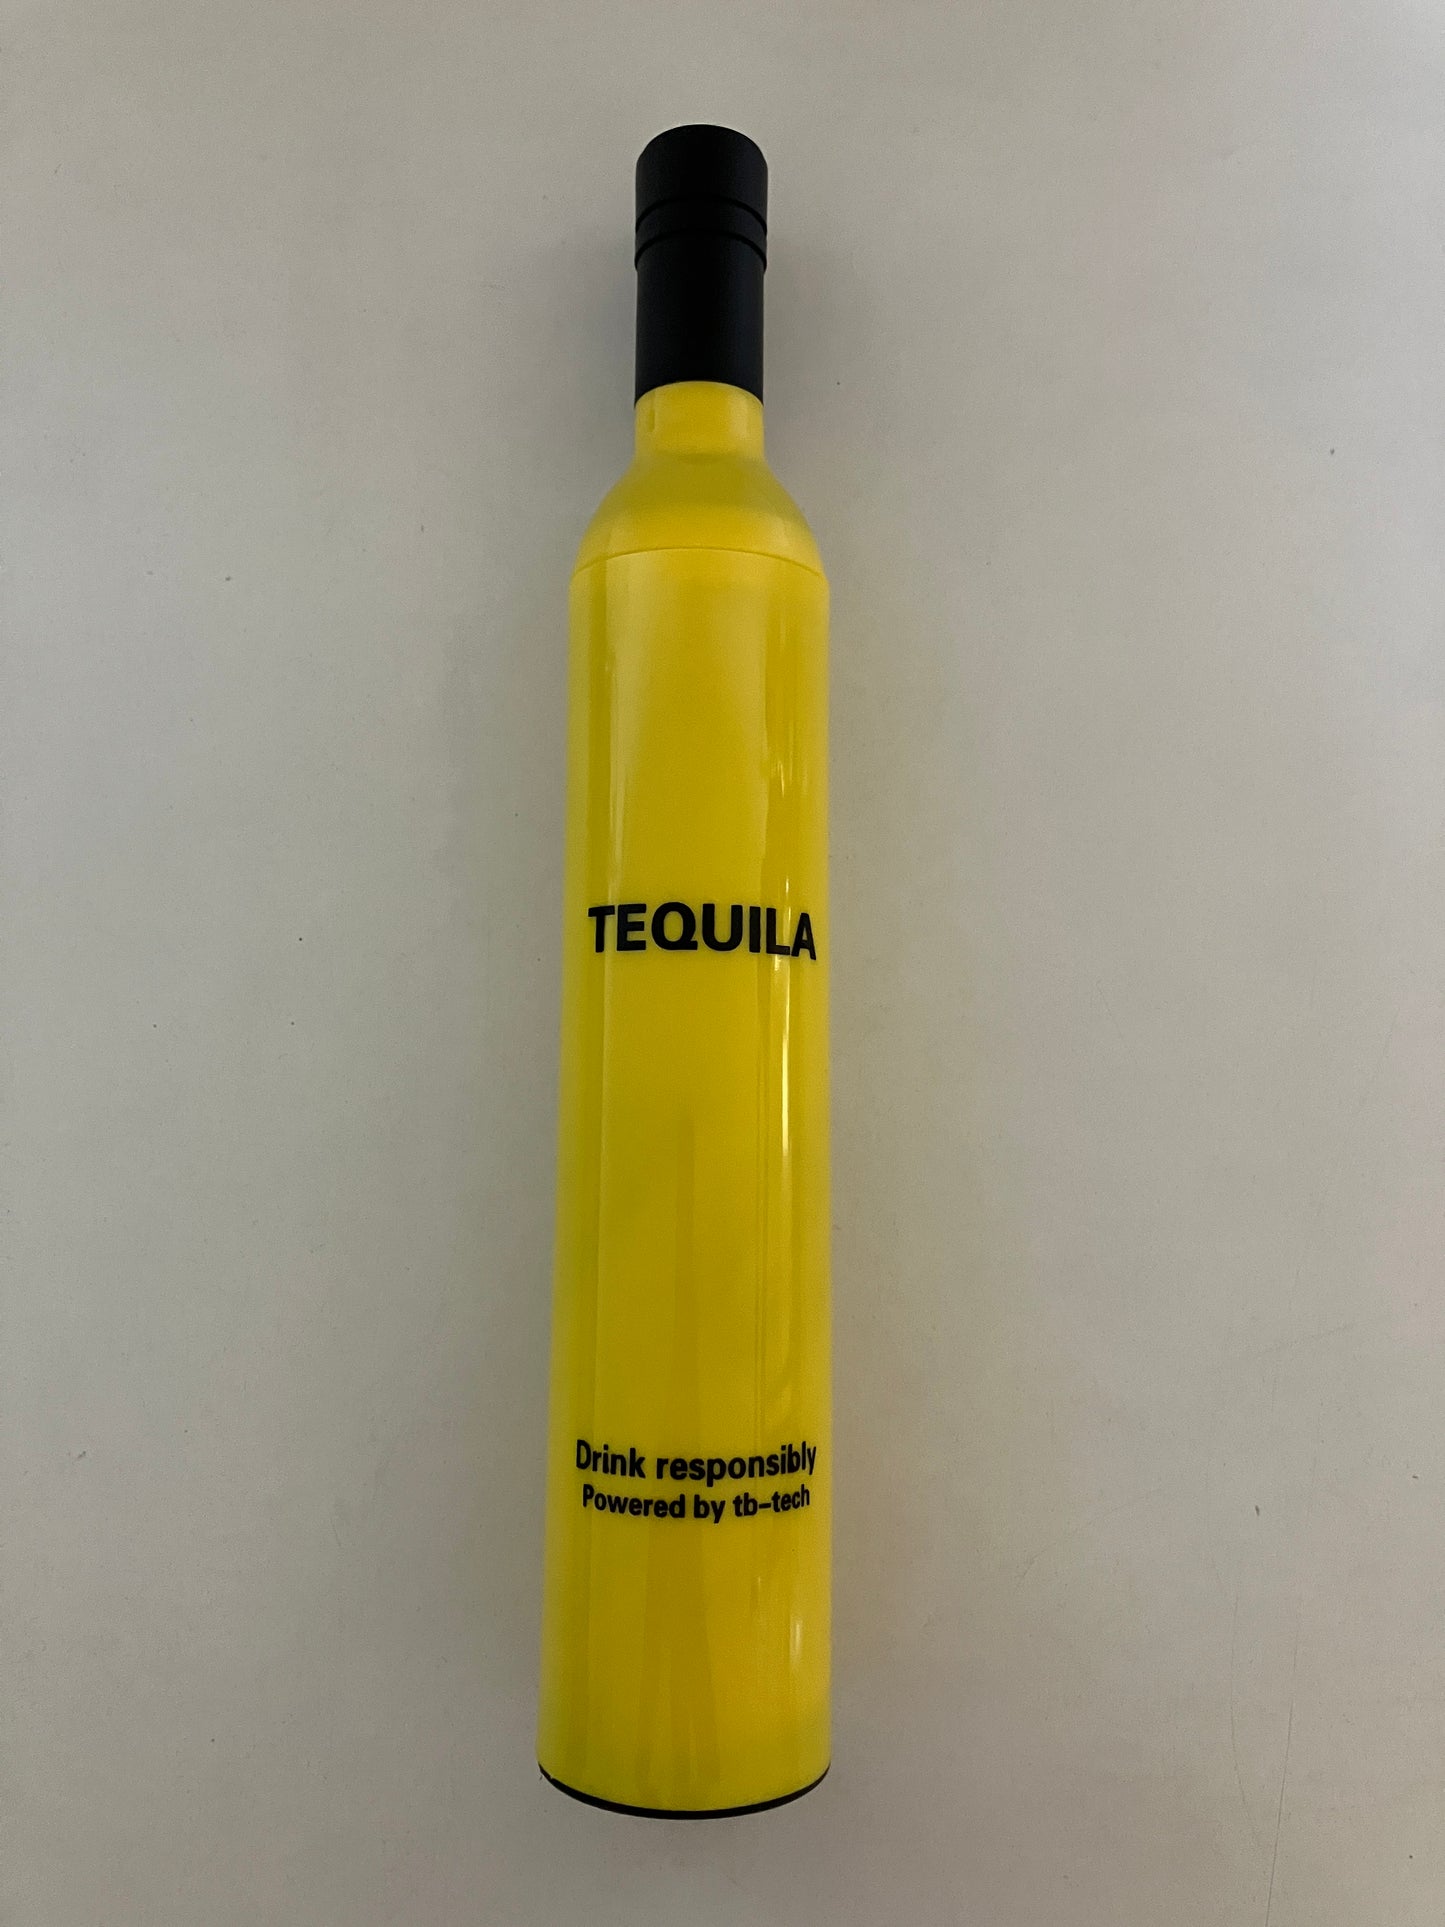 TEQUILA
Drink responsibly
Powered by tb-tech